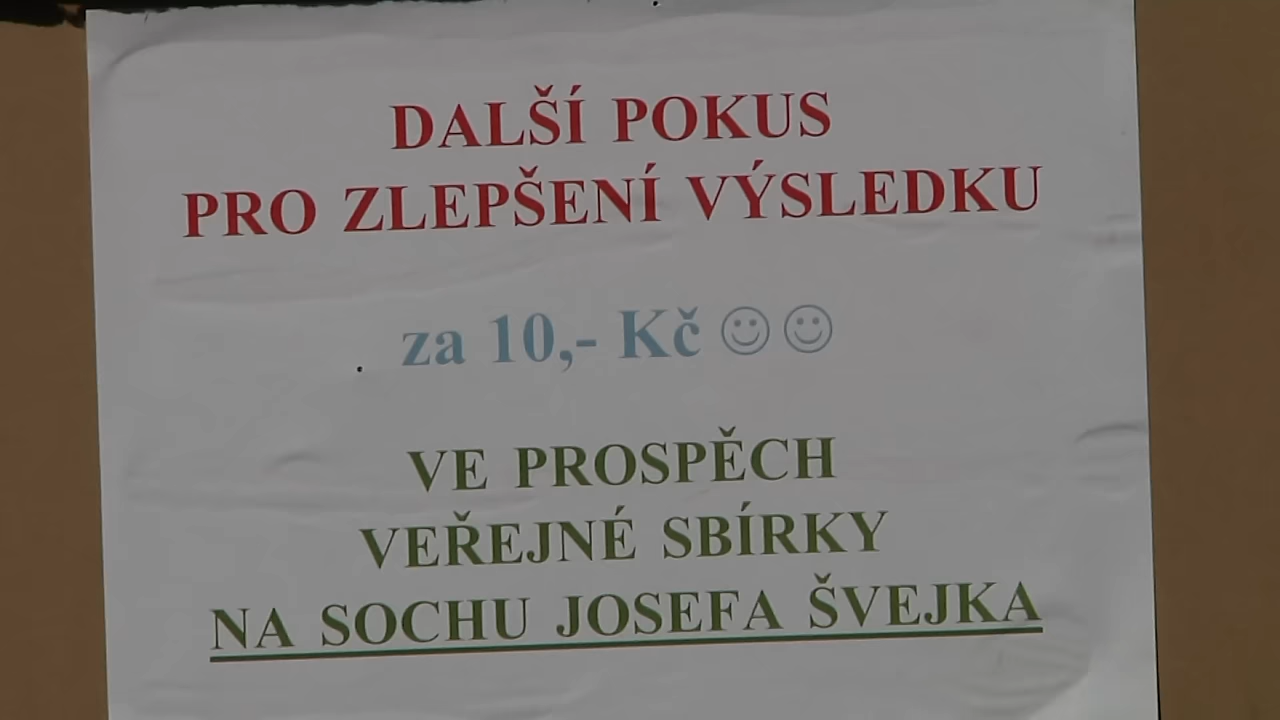 DALŠÍ POKUS
PRO ZLEPŠENÍ VÝSLEDKU
za 10,- Kč ☺☺
VE PROSPĚCH
VEŘEJNÉ SBÍRKY
NA SOCHU JOSEFA ŠVEJKA